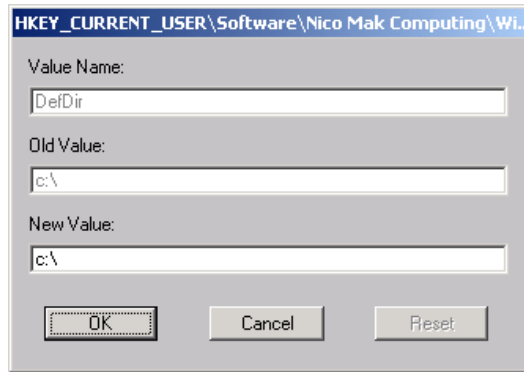 HKEY_CURRENT_USER\Software\Nico Mak Computing\Wi..
Value Name:
DefDir
Old Value:
c:\
New Value:
c:\
OK Cancel Reset